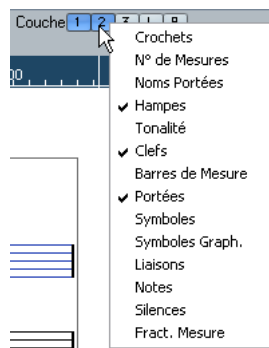 Couche 1 2 3 L P
Crochets
N° de Mesures
Noms Portées
Hampes
Tonalité
Clefs
Barres de Mesure
Portées
Symboles
Symboles Graph.
Liaisons
Notes
Silences
Fract. Mesure